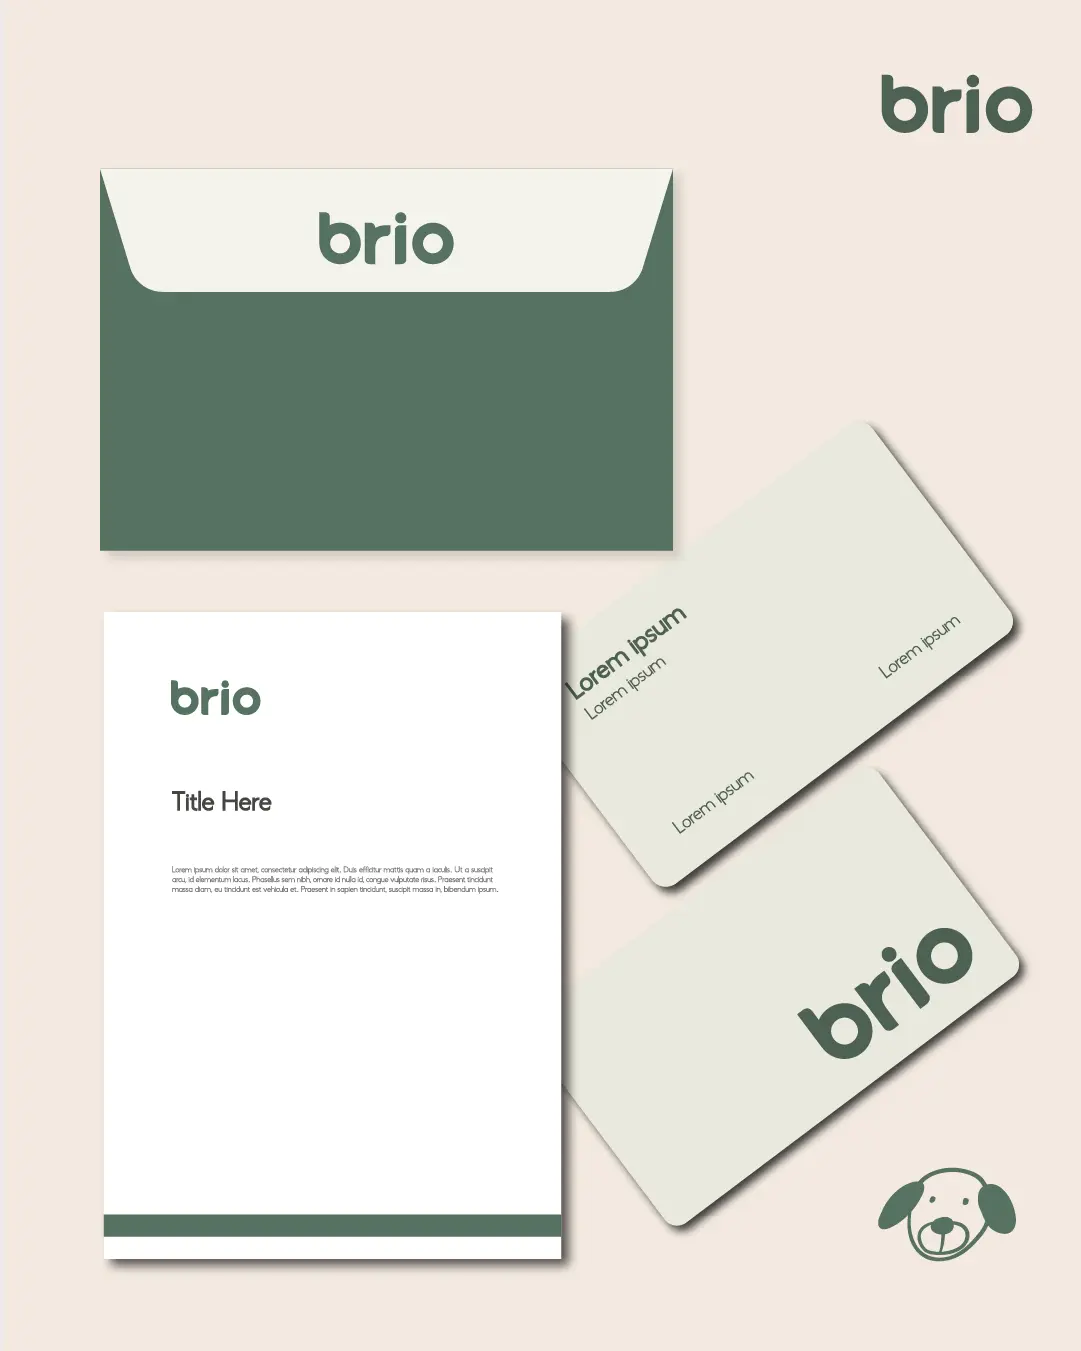 brio
brio
brio
Title Here
Lorem ipsum dolor sit amet, consectetur adipiscing elit. Duis efficitur mattis quam a iaculis. Ut a suscipit
arcu, id elementum lacus. Phasellus sem nibh, ornare id nulla id, congue vulputate risus. Praesent tincidunt
massa diam, eu tincidunt est vehicula et. Praesent in sapien tincidunt, suscipit massa in, bibendum ipsum.
Lorem ipsum
Lorem ipsum
Lorem ipsum
Lorem ipsum
brio